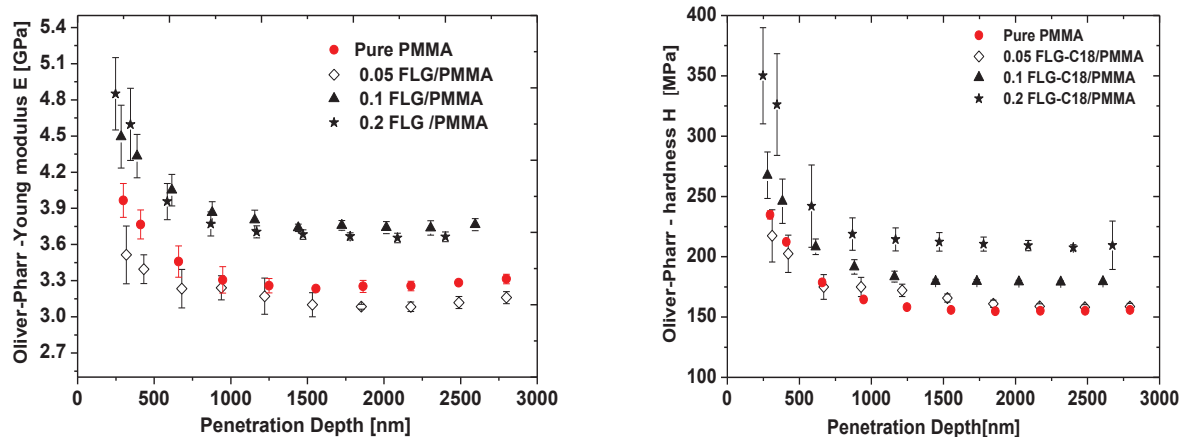 5.4
5.1
4.8
4.5
4.2
3.9
3.6
3.3
3.0
2.7
Oliver-Pharr -Young modulus E [GPa]
Pure PMMA
0.05 FLG/PMMA
0.1 FLG/PMMA
0.2 FLG /PMMA
0 500 1000 1500 2000 2500 3000
Penetration Depth [nm]
400
350
300
250
200
150
100
Oliver-Pharr - hardness H [MPa]
Pure PMMA
0.05 FLG-C18/PMMA
0.1 FLG-C18/PMMA
0.2 FLG-C18/PMMA
0 500 1000 1500 2000 2500 3000
Penetration Depth[nm]